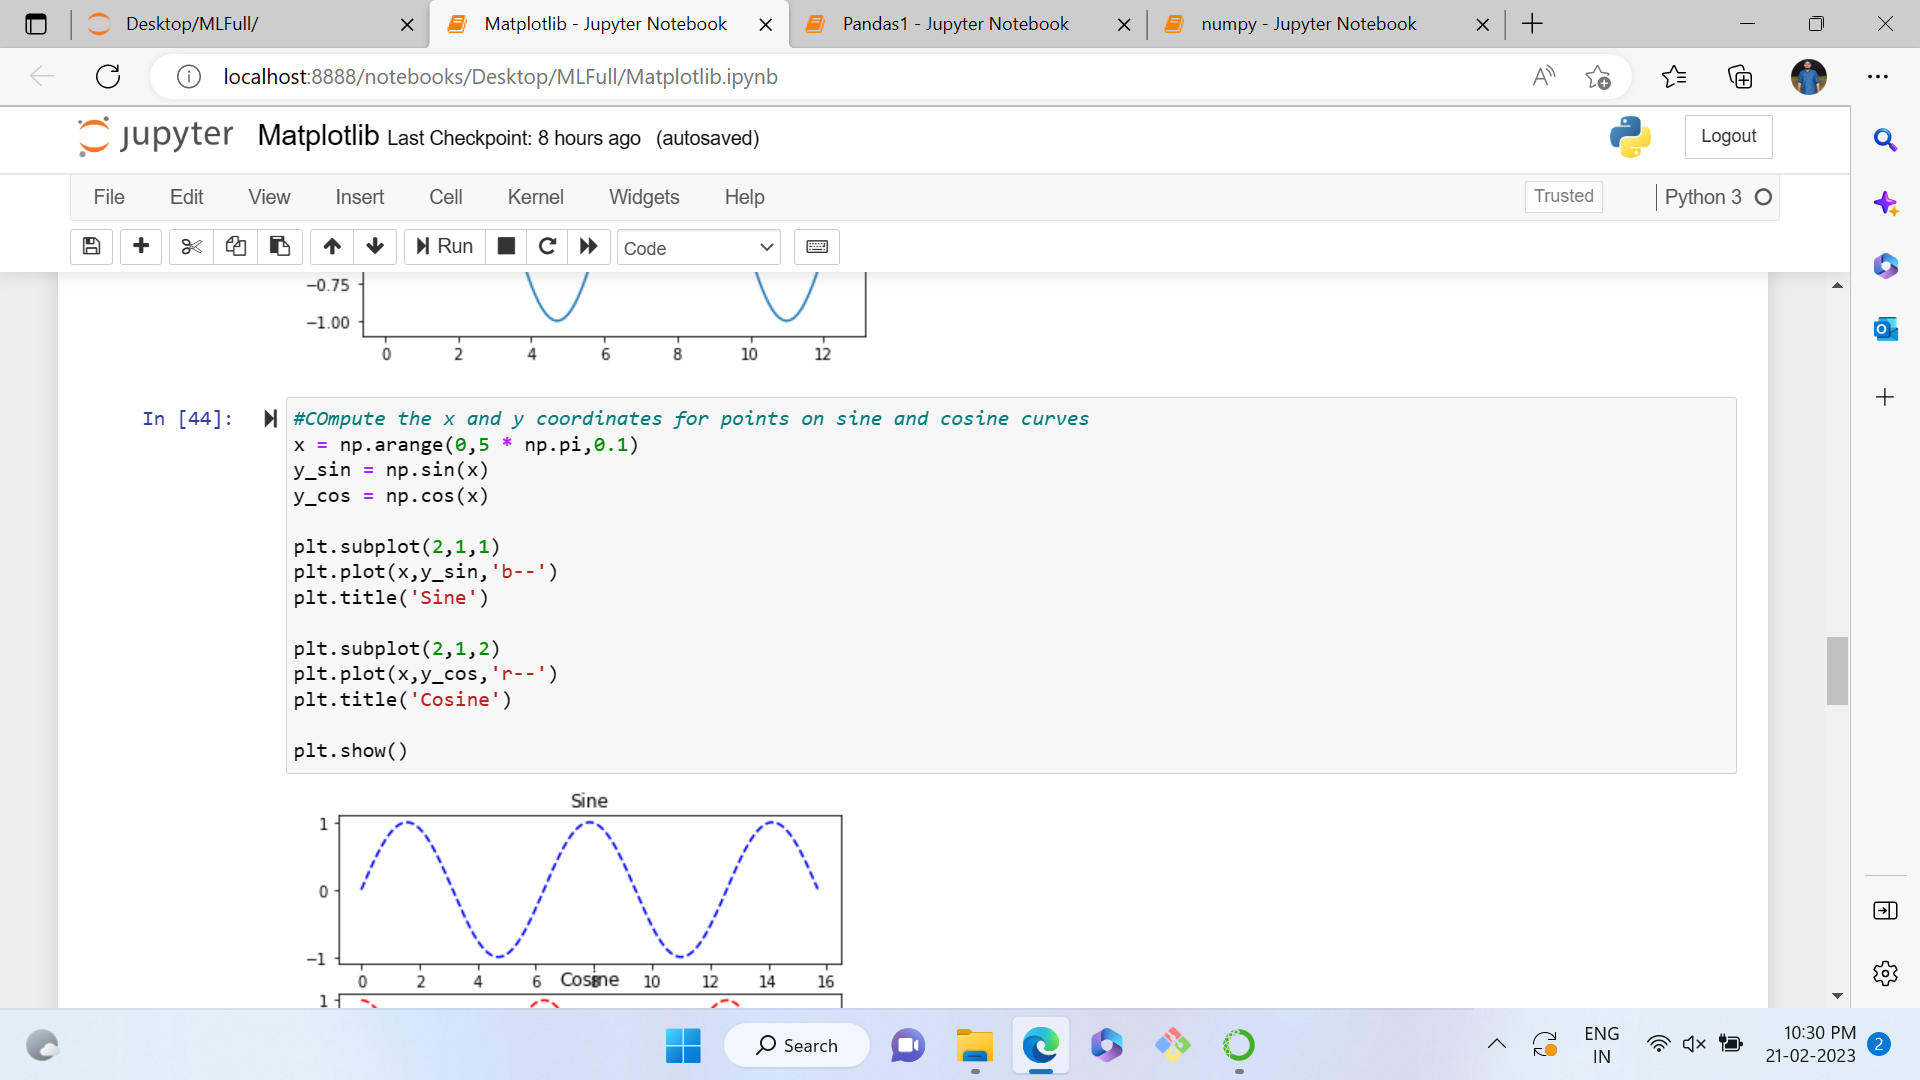 Desktop/MLFull/
Matplotlib - Jupyter Notebook
Pandas1 - Jupyter Notebook
numpy - Jupyter Notebook
localhost:8888/notebooks/Desktop/MLFull/Matplotlib.ipynb
jupyter Matplotlib Last Checkpoint: 8 hours ago (autosaved)
Logout
File Edit View Insert Cell Kernel Widgets Help
Trusted
Python 3
Run
Code
−0.75
−1.00
0 2 4 6 8 10 12
In [44]:
#COmpute the x and y coordinates for points on sine and cosine curves
x = np.arange(0,5 * np.pi,0.1)
y_sin = np.sin(x)
y_cos = np.cos(x)
plt.subplot(2,1,1)
plt.plot(x,y_sin,'b--')
plt.title('Sine')
plt.subplot(2,1,2)
plt.plot(x,y_cos,'r--')
plt.title('Cosine')
plt.show()
Sine
1
0
−1
0 2 4 6 8 10 12 14 16
Cosine
1
Search
ENG
IN
10:30 PM
21-02-2023
2